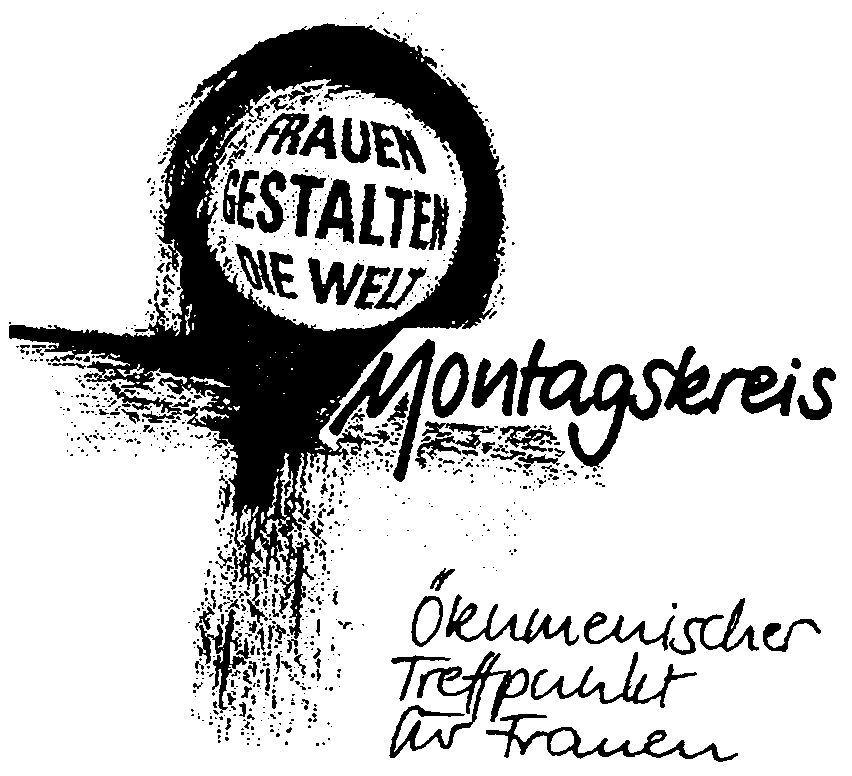 FRAUEN
GESTALTEN
DIE WELT
Montagskreis
Ökumenischer
Treffpunkt
für Frauen